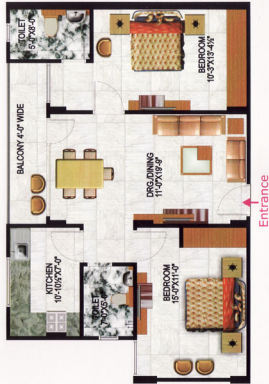 TOILET
5'-0"X8'-0"
BEDROOM
10'-3"X13'-4½"
BALCONY 4'-0" WIDE
DRG./DINING
11'-0"X19'-9"
Entrance
KITCHEN
10'-10½"X7'-0"
TOILET
BEDROOM
15'-0"X11'-0"